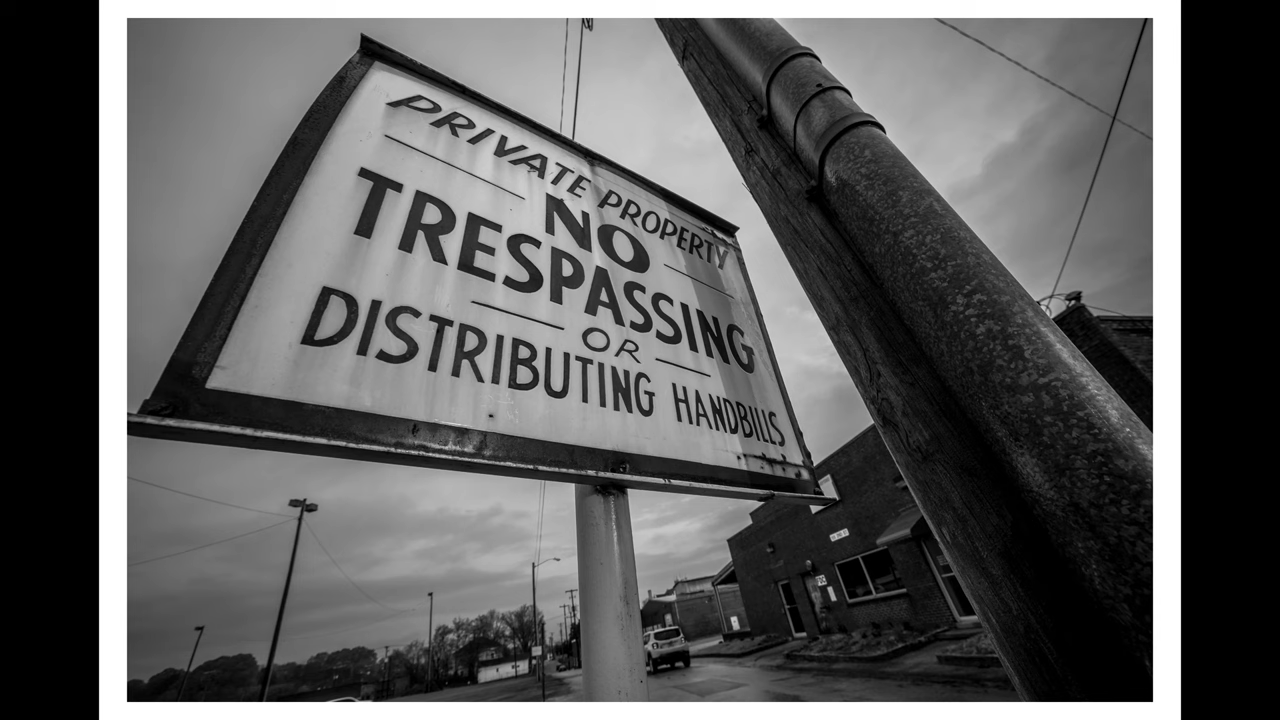 PRIVATE PROPERTY
NO
TRESPASSING
OR
DISTRIBUTING HANDBILLS